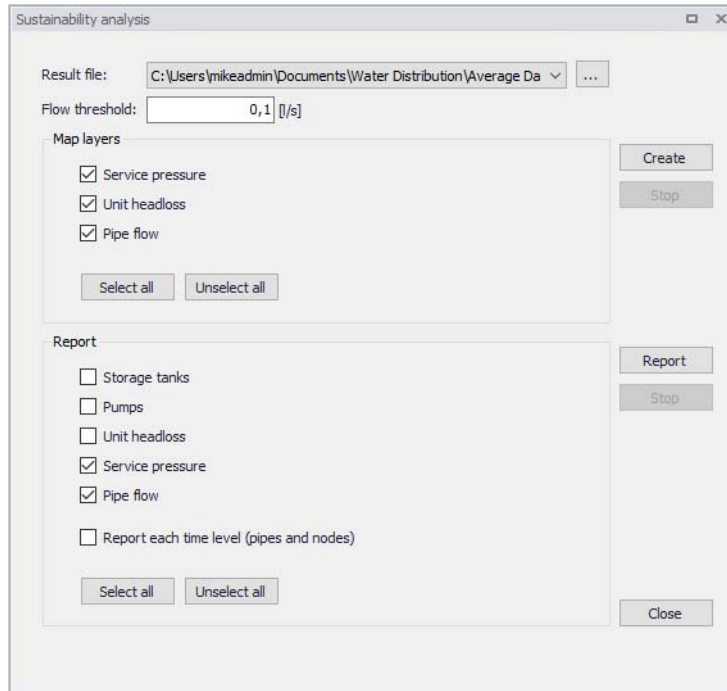 Sustainability analysis
Result file: C:\Users\mikeadmin\Documents\Water Distribution\Average Da ...
Flow threshold: 0,1 [l/s]
Map layers
Create
Service pressure
Stop
Unit headloss
Pipe flow
Select all Unselect all
Report
Report
Storage tanks
Stop
Pumps
Unit headloss
Service pressure
Pipe flow
Report each time level (pipes and nodes)
Select all Unselect all
Close